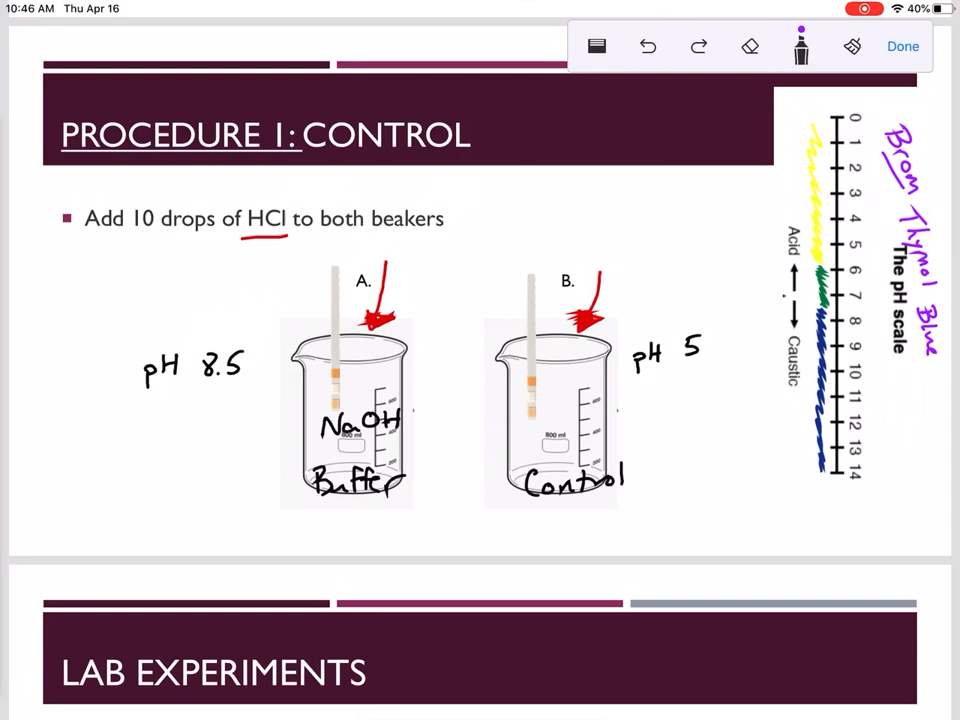 10:46 AM Thu Apr 16
40%
Done
PROCEDURE 1: CONTROL
Add 10 drops of HCl to both beakers
A.
B.
pH 8.5
pH 5
NaOH
Buffer
800 ml
Control
0 1 2 3 4 5 6 7 8 9 10 11 12 13 14
Acid
Caustic
The pH scale
Brom Thymol Blue
LAB EXPERIMENTS